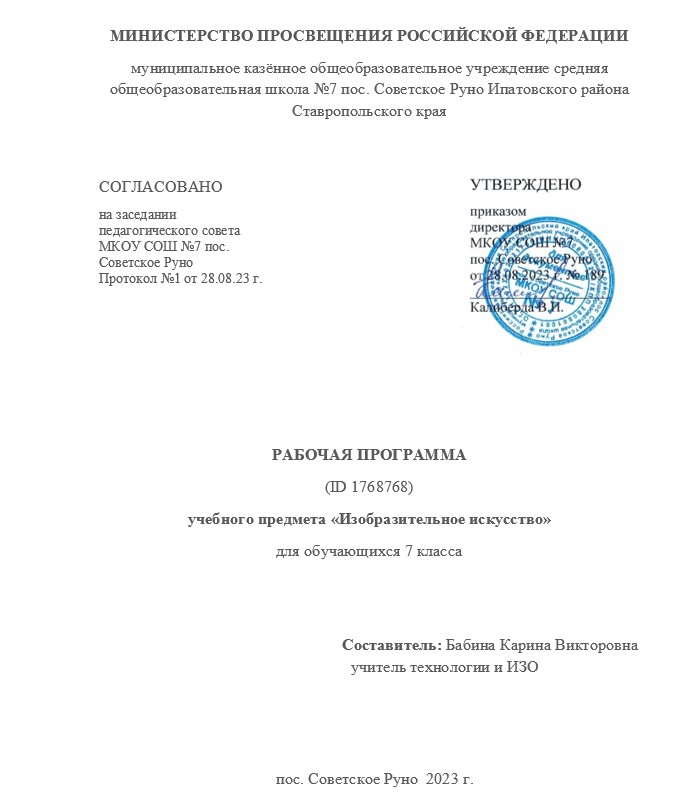 МИНИСТЕРСТВО ПРОСВЕЩЕНИЯ РОССИЙСКОЙ ФЕДЕРАЦИИ
муниципальное казённое общеобразовательное учреждение средняя
общеобразовательная школа №7 пос. Советское Руно Ипатовского района
Ставропольского края
СОГЛАСОВАНО
на заседании
педагогического совета
МКОУ СОШ №7 пос.
Советское Руно
Протокол №1 от 28.08.23 г.
УТВЕРЖДЕНО
приказом
директора
МКОУ СОШ №7
пос. Советское Руно
от 28.08.2023 г. № 189
Калиберда В.И.
МКОУ СОШ
РАБОЧАЯ ПРОГРАММА
(ID 1768768)
учебного предмета «Изобразительное искусство»
для обучающихся 7 класса
Составитель: Бабина Карина Викторовна
учитель технологии и ИЗО
пос. Советское Руно 2023 г.